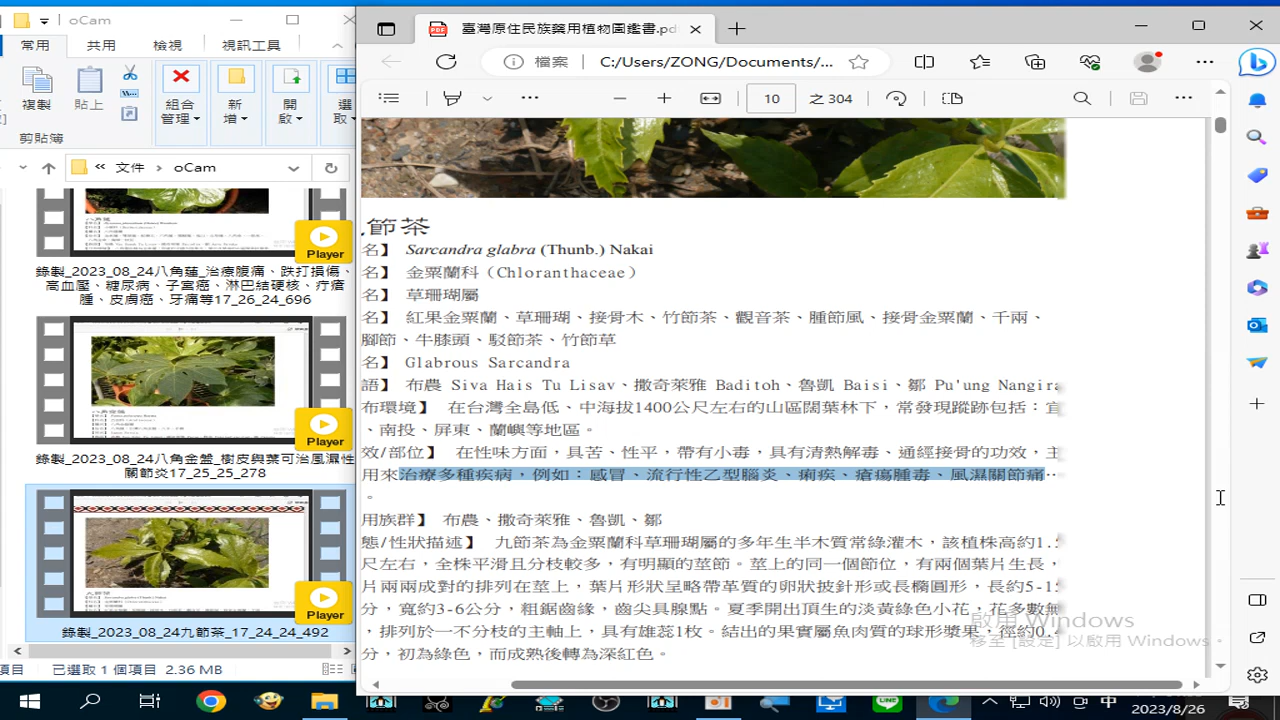 oCam
常用 共用 檢視 視訊工具
複製 貼上 組合管理 新增 開啟 選取
剪貼簿
文件 oCam
Player
錄製_2023_08_24八角蓮_治療腹痛、跌打損傷、
高血壓、糖尿病、子宮癌、淋巴結硬核、疔瘡
腫、皮膚癌、牙痛等17_26_24_696
Player
錄製_2023_08_24八角金盤_樹皮與葉可治風濕性
關節炎17_25_25_278
Player
錄製_2023_08_24九節茶_17_24_24_492
項目 已選取 1 個項目 2.36 MB
臺灣原住民族藥用植物圖鑑書.pdf
檔案 C:/Users/ZONG/Documents/...
10 之 304
節茶
名】 Sarcandra glabra (Thunb.) Nakai
名】 金粟蘭科（Chloranthaceae）
名】 草珊瑚屬
名】 紅果金粟蘭、草珊瑚、接骨木、竹節茶、觀音茶、腫節風、接骨金粟蘭、千兩、
腳節、牛膝頭、駁節茶、竹節草
名】 Glabrous Sarcandra
語】 布農 Siva Hais Tu Lisav、撒奇萊雅 Baditoh、魯凱 Baisi、鄒 Pu'ung Nangira
布環境】 在台灣全島低、中海拔1400公尺左右的山區闊葉林下，常發現蹤跡包括：宜
、南投、屏東、蘭嶼等地區。
效/部位】 在性味方面，具苦、性平，帶有小毒，具有清熱解毒、通經接骨的功效，主
用來治療多種疾病，例如：感冒、流行性乙型腦炎、痢疾、瘡瘍腫毒、風濕關節痛…
。
用族群】 布農、撒奇萊雅、魯凱、鄒
態/性狀描述】 九節茶為金粟蘭科草珊瑚屬的多年生半木質常綠灌木，該植株高約1.5
尺左右，全株平滑且分枝較多，有明顯的莖節。莖上的同一個節位，有兩個葉片生長，
片兩兩成對的排列在莖上，葉片形狀呈略帶革質的卵狀披針形或長橢圓形，長約5-15
分，寬約3-6公分，粗鋸齒緣，齒尖具腺點。夏季開出頂生的淡黃綠色小花，花多數無
，排列於一不分枝的主軸上，具有雄蕊1枚。結出的果實屬魚肉質的球形漿果，徑約0.4
分，初為綠色，而成熟後轉為深紅色。
啟用 Windows
移至 [設定] 以啟用 Windows。
中
2023/8/26